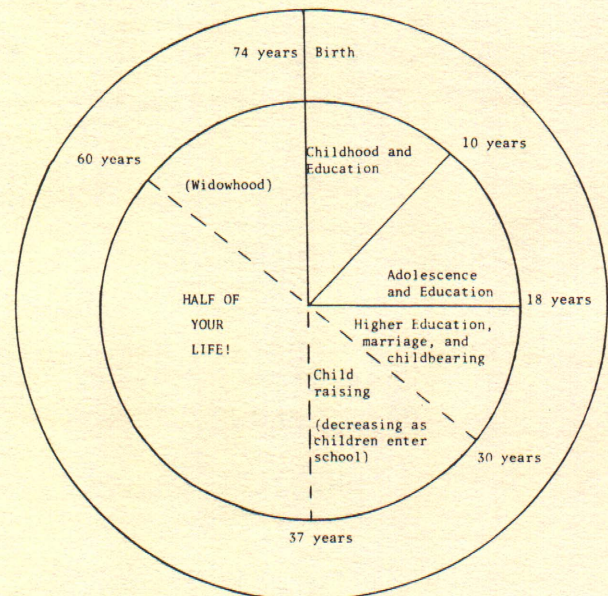 74 years
Birth
10 years
60 years
Childhood and
Education
(Widowhood)
Adolescence
and Education
18 years
HALF OF
YOUR
LIFE!
Higher Education,
marriage, and
childbearing
Child
raising
(decreasing as
children enter
school)
30 years
37 years